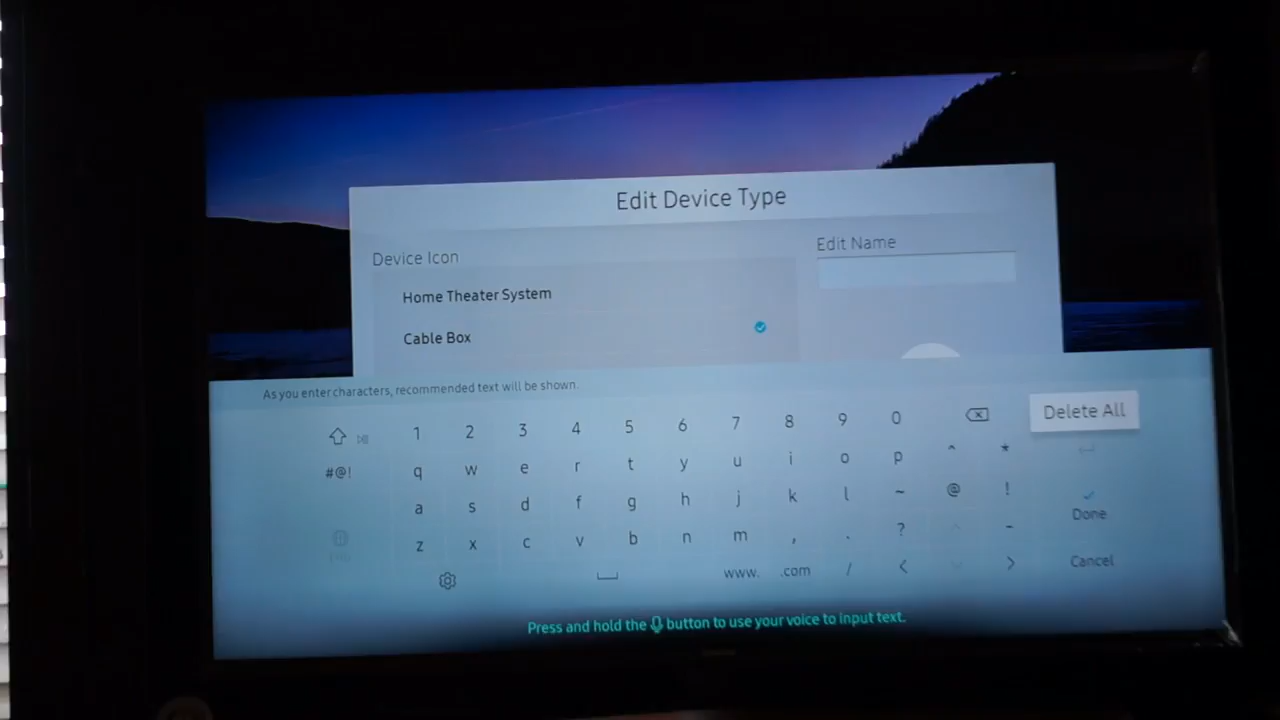 Edit Device Type
Device Icon
Edit Name
Home Theater System
Cable Box
As you enter characters, recommended text will be shown.
1 2 3 4 5 6 7 8 9 0 Delete All
#@! q w e r t y u i o p ^ *
a s d f g h j k l ~ @ !
Done
z x c v b n m , . ? -
www. .com / < >
Cancel
Press and hold the button to use your voice to input text.